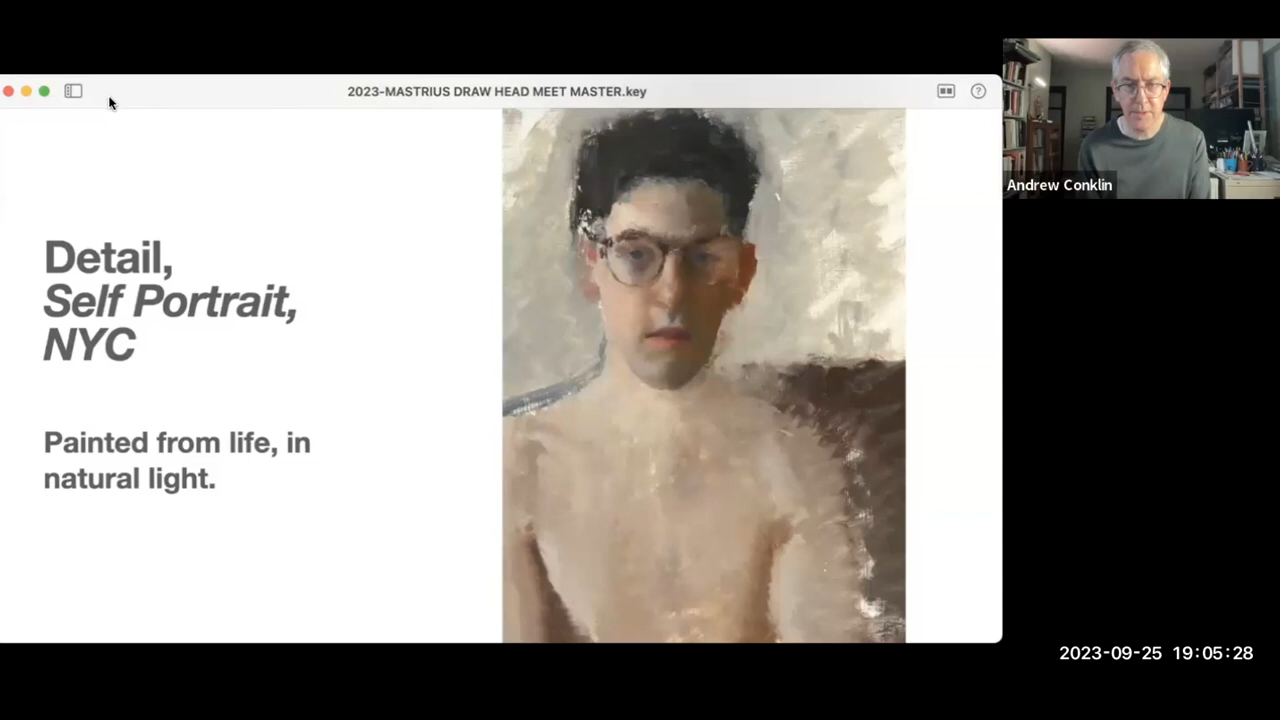 2023-MASTRIUS DRAW HEAD MEET MASTER.key
Detail,
Self Portrait,
NYC
Painted from life, in
natural light.
Andrew Conklin
2023-09-25 19:05:28